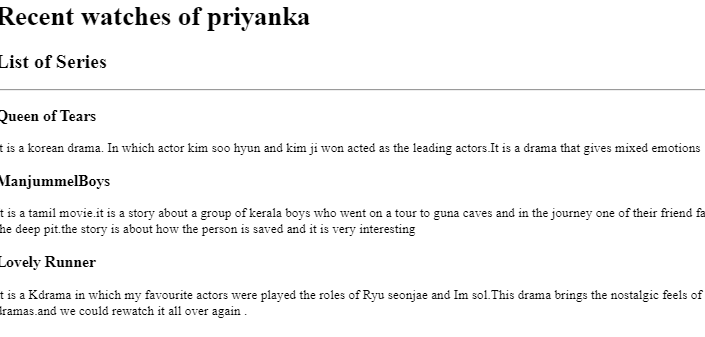 Recent watches of priyanka
List of Series
Queen of Tears
t is a korean drama. In which actor kim soo hyun and kim ji won acted as the leading actors.It is a drama that gives mixed emotions
ManjummelBoys
t is a tamil movie.it is a story about a group of kerala boys who went on a tour to guna caves and in the journey one of their friend fa
he deep pit.the story is about how the person is saved and it is very interesting
Lovely Runner
t is a Kdrama in which my favourite actors were played the roles of Ryu seonjae and Im sol.This drama brings the nostalgic feels of
dramas.and we could rewatch it all over again .